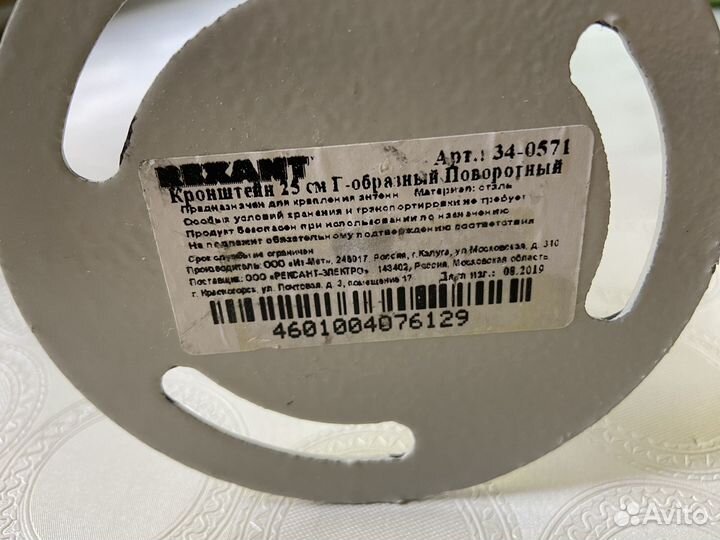 REXANT
Арт.: 34-0571
Кронштейн 25 см Г-образный Поворотный
Предназначен для крепления антенн Материал: сталь
Особых условий хранения и транспортировки не требует
Продукт безопасен при использовании по назначению
Не подлежит обязательному подтверждению соответствия
Срок службы не ограничен
Производитель: ООО «Ит-Мет», 248017, Россия, г. Калуга, ул. Московская, д. 310
Поставщик: ООО «РЕКСАНТ-ЭЛЕКТРО» 143402, Россия, Московская область,
г. Красногорск, ул. Почтовая, д. 3, помещение 17 Дата изг.: 08.2019
4601004076129
Avito